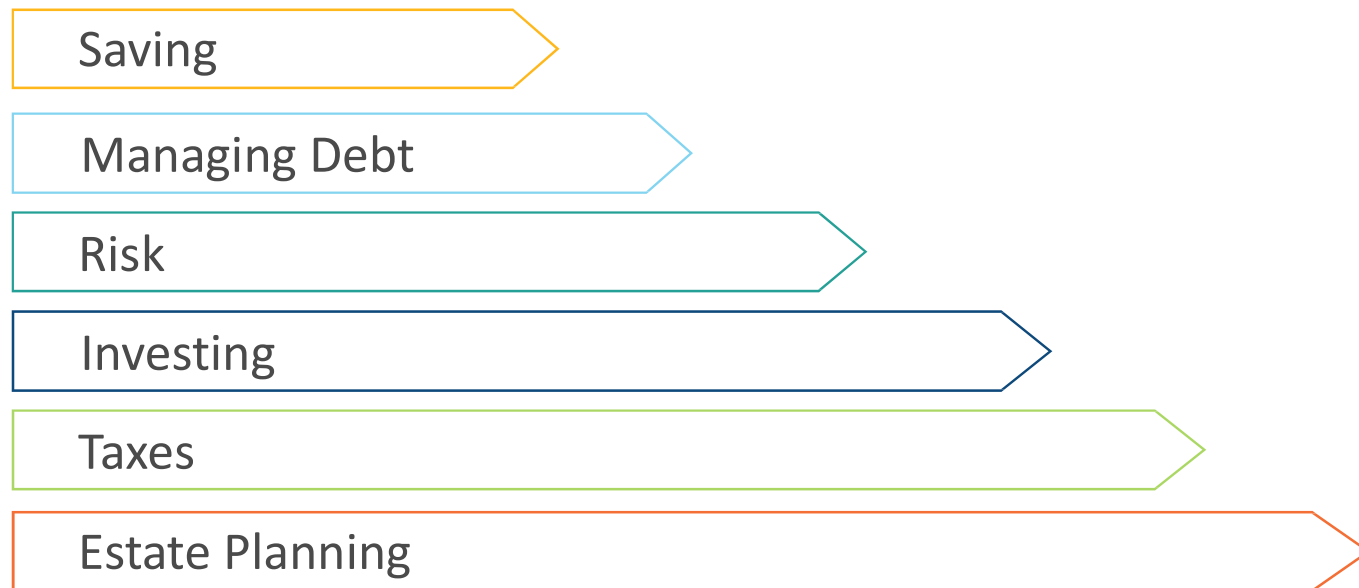 Saving
Managing Debt
Risk
Investing
Taxes
Estate Planning